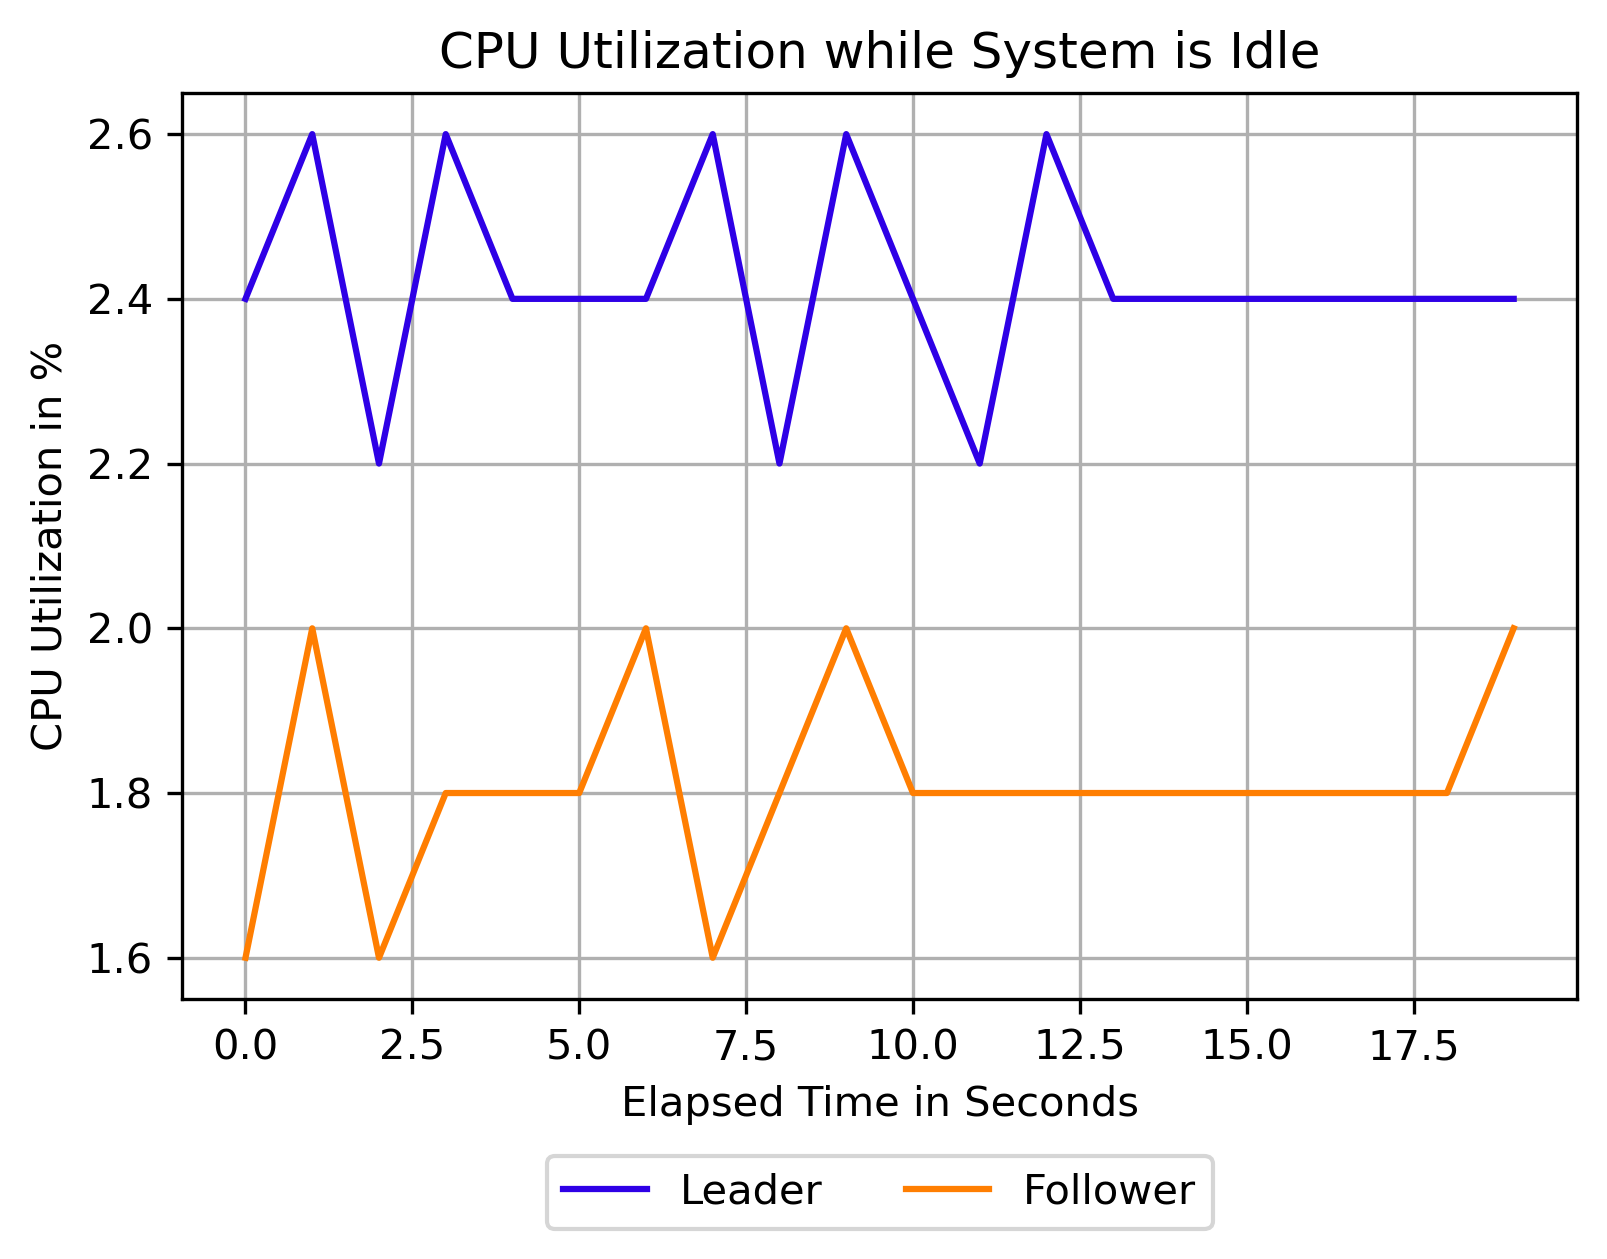 CPU Utilization while System is Idle
CPU Utilization in %
2.6
2.4
2.2
2.0
1.8
1.6
0.0 2.5 5.0 7.5 10.0 12.5 15.0 17.5
Elapsed Time in Seconds
Leader Follower